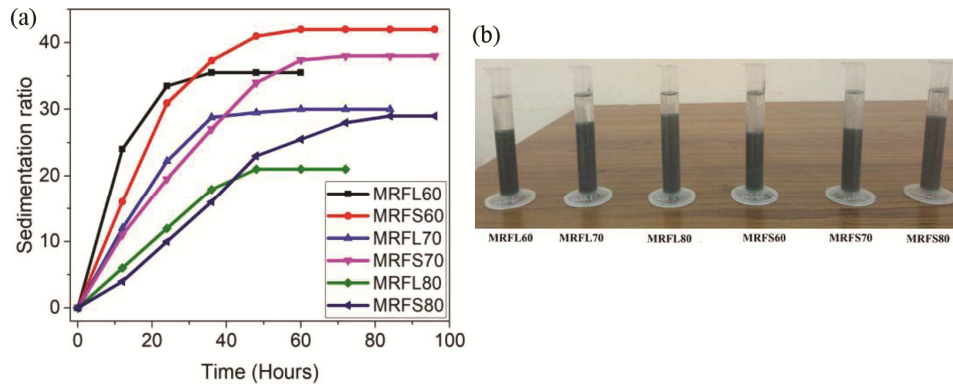 (a)
Sedimentation ratio
40
30
20
10
0
0 20 40 60 80 100
Time (Hours)
MRFL60
MRFS60
MRFL70
MRFS70
MRFL80
MRFS80
(b)
MRFL60 MRFL70 MRFL80 MRFS60 MRFS70 MRFS80